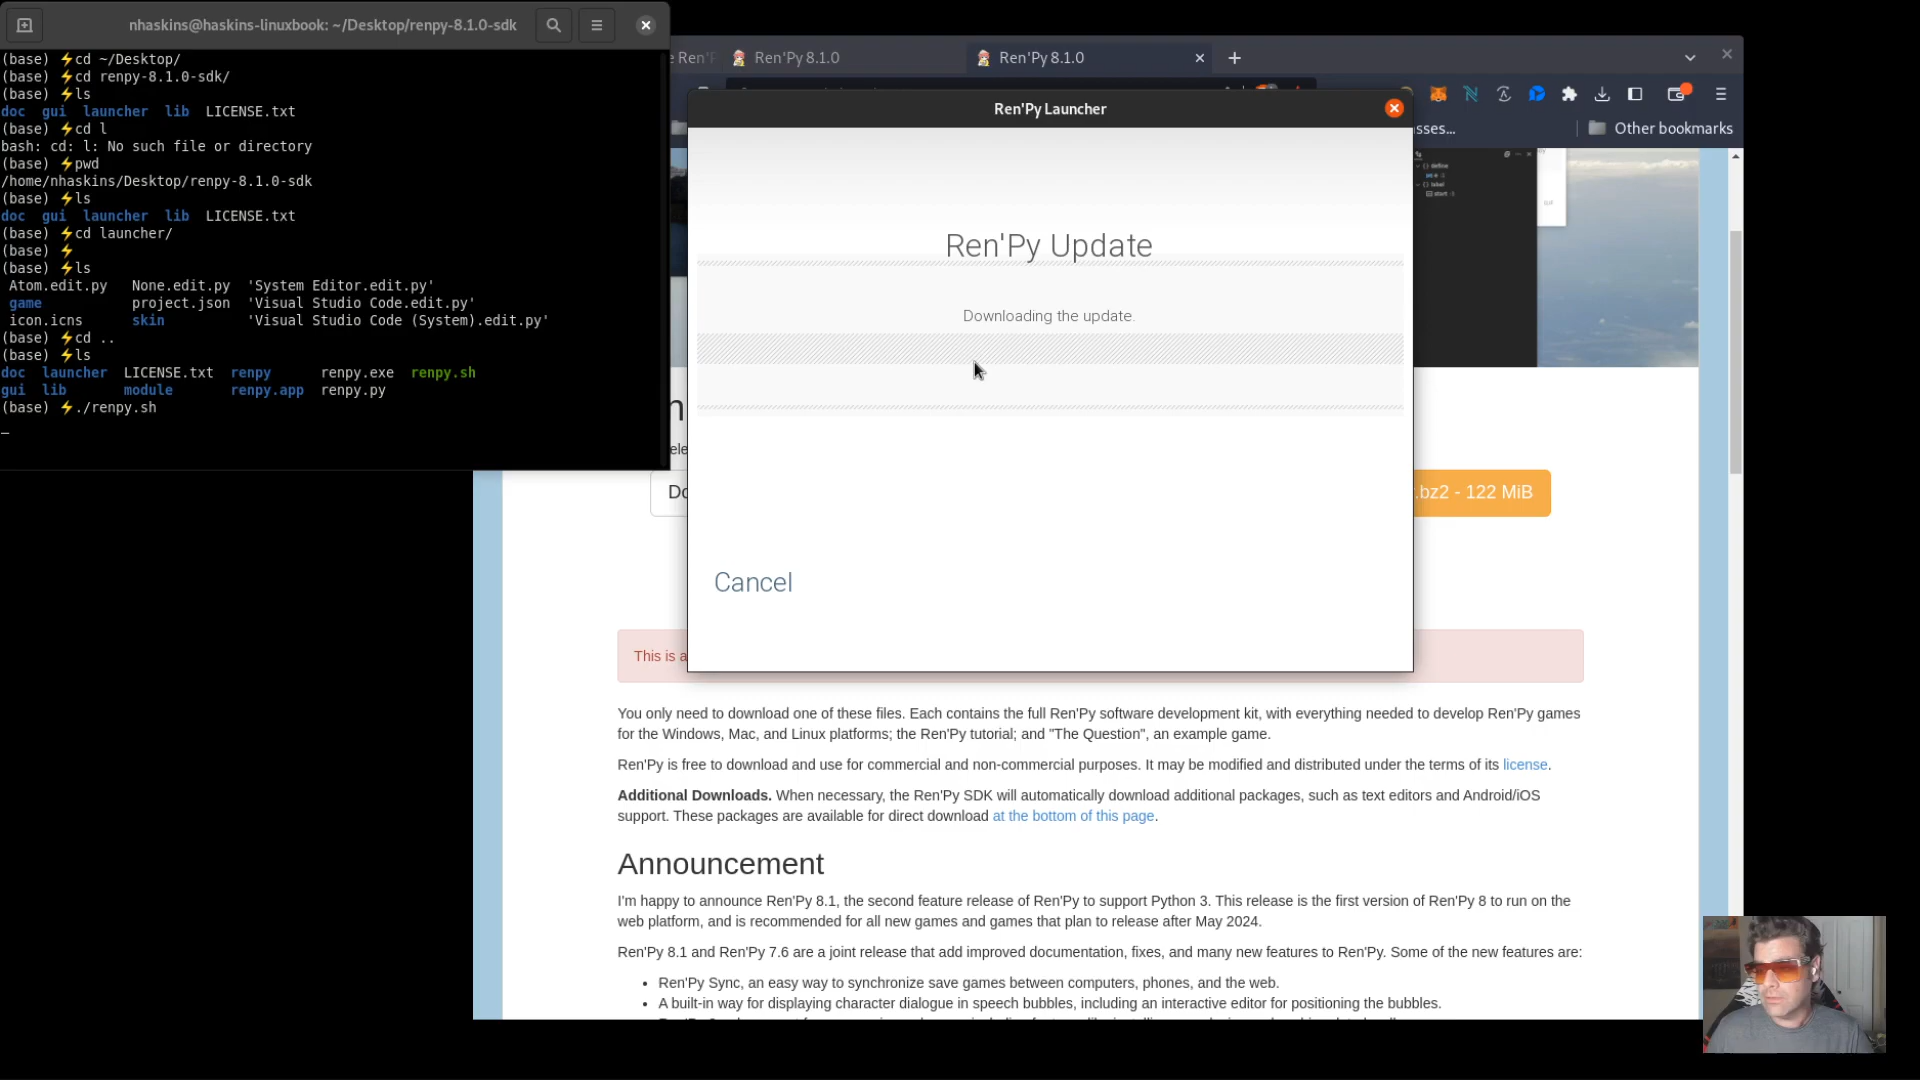 nhaskins@haskins-linuxbook: ~/Desktop/renpy-8.1.0-sdk
(base) ⚡cd ~/Desktop/
(base) ⚡cd renpy-8.1.0-sdk/
(base) ⚡ls
doc gui launcher lib LICENSE.txt
(base) ⚡cd l
bash: cd: l: No such file or directory
(base) ⚡pwd
/home/nhaskins/Desktop/renpy-8.1.0-sdk
(base) ⚡ls
doc gui launcher lib LICENSE.txt
(base) ⚡cd launcher/
(base) ⚡
(base) ⚡ls
Atom.edit.py None.edit.py 'System Editor.edit.py'
game project.json 'Visual Studio Code.edit.py'
icon.icns skin 'Visual Studio Code (System).edit.py'
(base) ⚡cd ..
(base) ⚡ls
doc launcher LICENSE.txt renpy renpy.exe renpy.sh
gui lib module renpy.app renpy.py
(base) ⚡./renpy.sh
e Ren'P
Ren'Py 8.1.0
Ren'Py 8.1.0
sses...
Other bookmarks
define
label
start
Ren'Py Launcher
Ren'Py Update
Downloading the update.
Cancel
n
ele
Do
.bz2 - 122 MiB
This is a
You only need to download one of these files. Each contains the full Ren'Py software development kit, with everything needed to develop Ren'Py games
for the Windows, Mac, and Linux platforms; the Ren'Py tutorial; and "The Question", an example game.
Ren'Py is free to download and use for commercial and non-commercial purposes. It may be modified and distributed under the terms of its license.
Additional Downloads. When necessary, the Ren'Py SDK will automatically download additional packages, such as text editors and Android/iOS
support. These packages are available for direct download at the bottom of this page.
Announcement
I'm happy to announce Ren'Py 8.1, the second feature release of Ren'Py to support Python 3. This release is the first version of Ren'Py 8 to run on the
web platform, and is recommended for all new games and games that plan to release after May 2024.
Ren'Py 8.1 and Ren'Py 7.6 are a joint release that add improved documentation, fixes, and many new features to Ren'Py. Some of the new features are:
• Ren'Py Sync, an easy way to synchronize save games between computers, phones, and the web.
• A built-in way for displaying character dialogue in speech bubbles, including an interactive editor for positioning the bubbles.